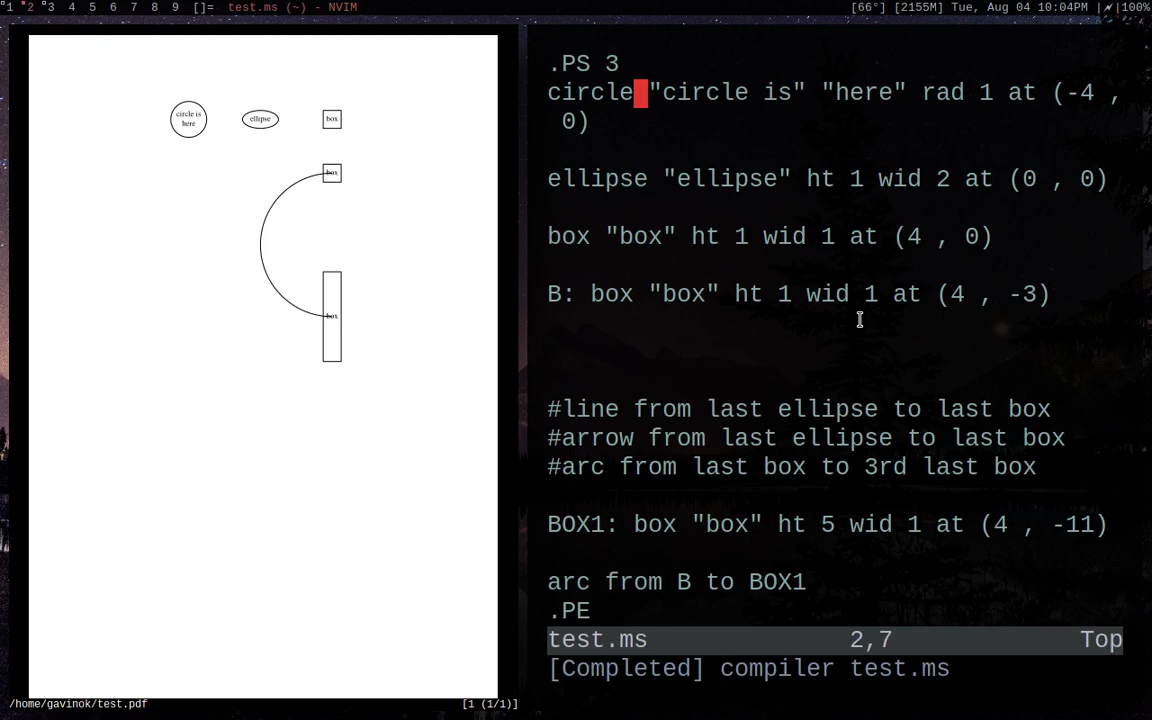 1 2 3 4 5 6 7 8 9 []= test.ms (~) - NVIM [66°] [2155M] Tue, Aug 04 10:04PM | |100%
circle is
here
ellipse
box
box
box
/home/gavinok/test.pdf [1 (1/1)]
.PS 3
circle "circle is" "here" rad 1 at (-4 ,
0)
ellipse "ellipse" ht 1 wid 2 at (0 , 0)
box "box" ht 1 wid 1 at (4 , 0)
B: box "box" ht 1 wid 1 at (4 , -3)
#line from last ellipse to last box
#arrow from last ellipse to last box
#arc from last box to 3rd last box
BOX1: box "box" ht 5 wid 1 at (4 , -11)
arc from B to BOX1
.PE
test.ms 2,7 Top
[Completed] compiler test.ms